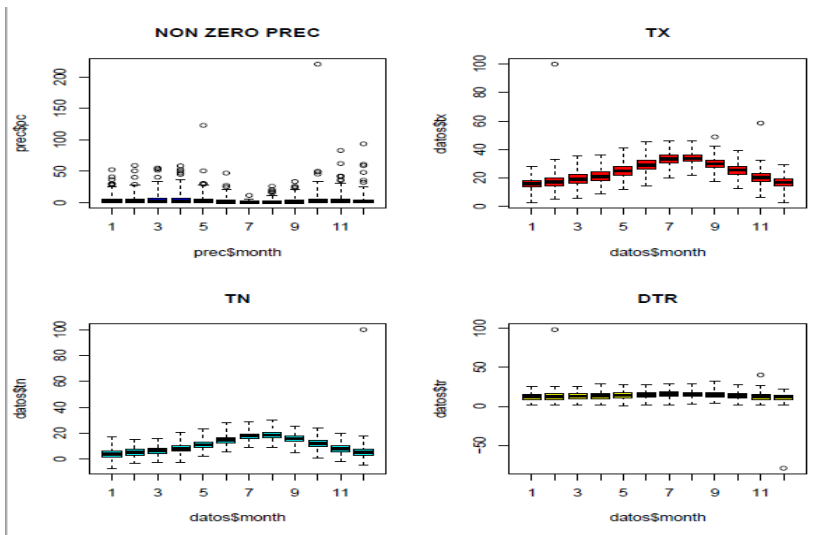 NON ZERO PREC
prec$pc
200
150
100
50
0
1 3 5 7 9 11
prec$month
TX
datos$tx
100
80
60
40
20
0
1 3 5 7 9 11
datos$month
TN
datos$tn
100
80
60
40
20
0
1 3 5 7 9 11
datos$month
DTR
datos$tr
100
50
0
-50
1 3 5 7 9 11
datos$month